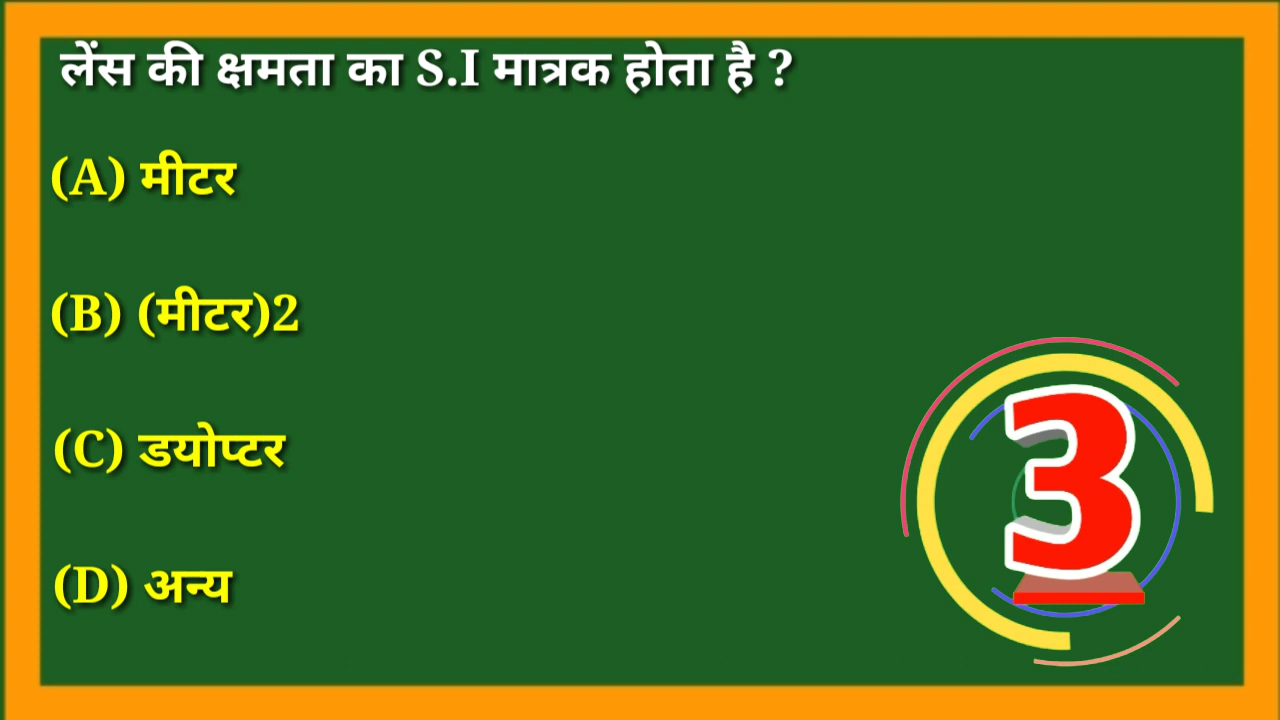 लेंस की क्षमता का S.I मात्रक होता है ?
(A) मीटर
(B) (मीटर)2
(C) डयोप्टर
(D) अन्य
3